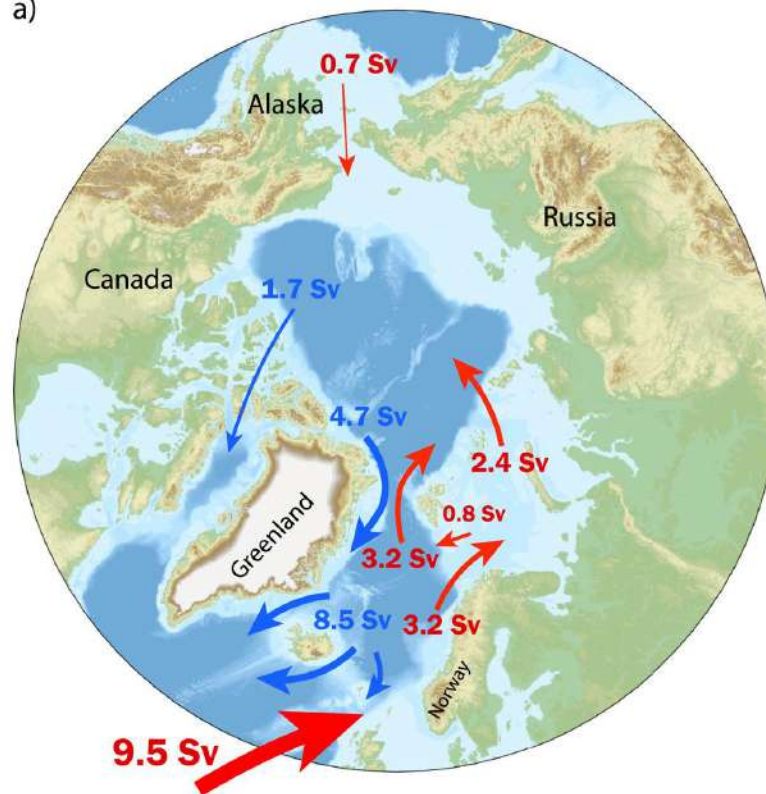 a)
0.7 Sv
Alaska
Russia
Canada
1.7 Sv
4.7 Sv
2.4 Sv
Greenland
0.8 Sv
3.2 Sv
8.5 Sv
3.2 Sv
Norway
9.5 Sv